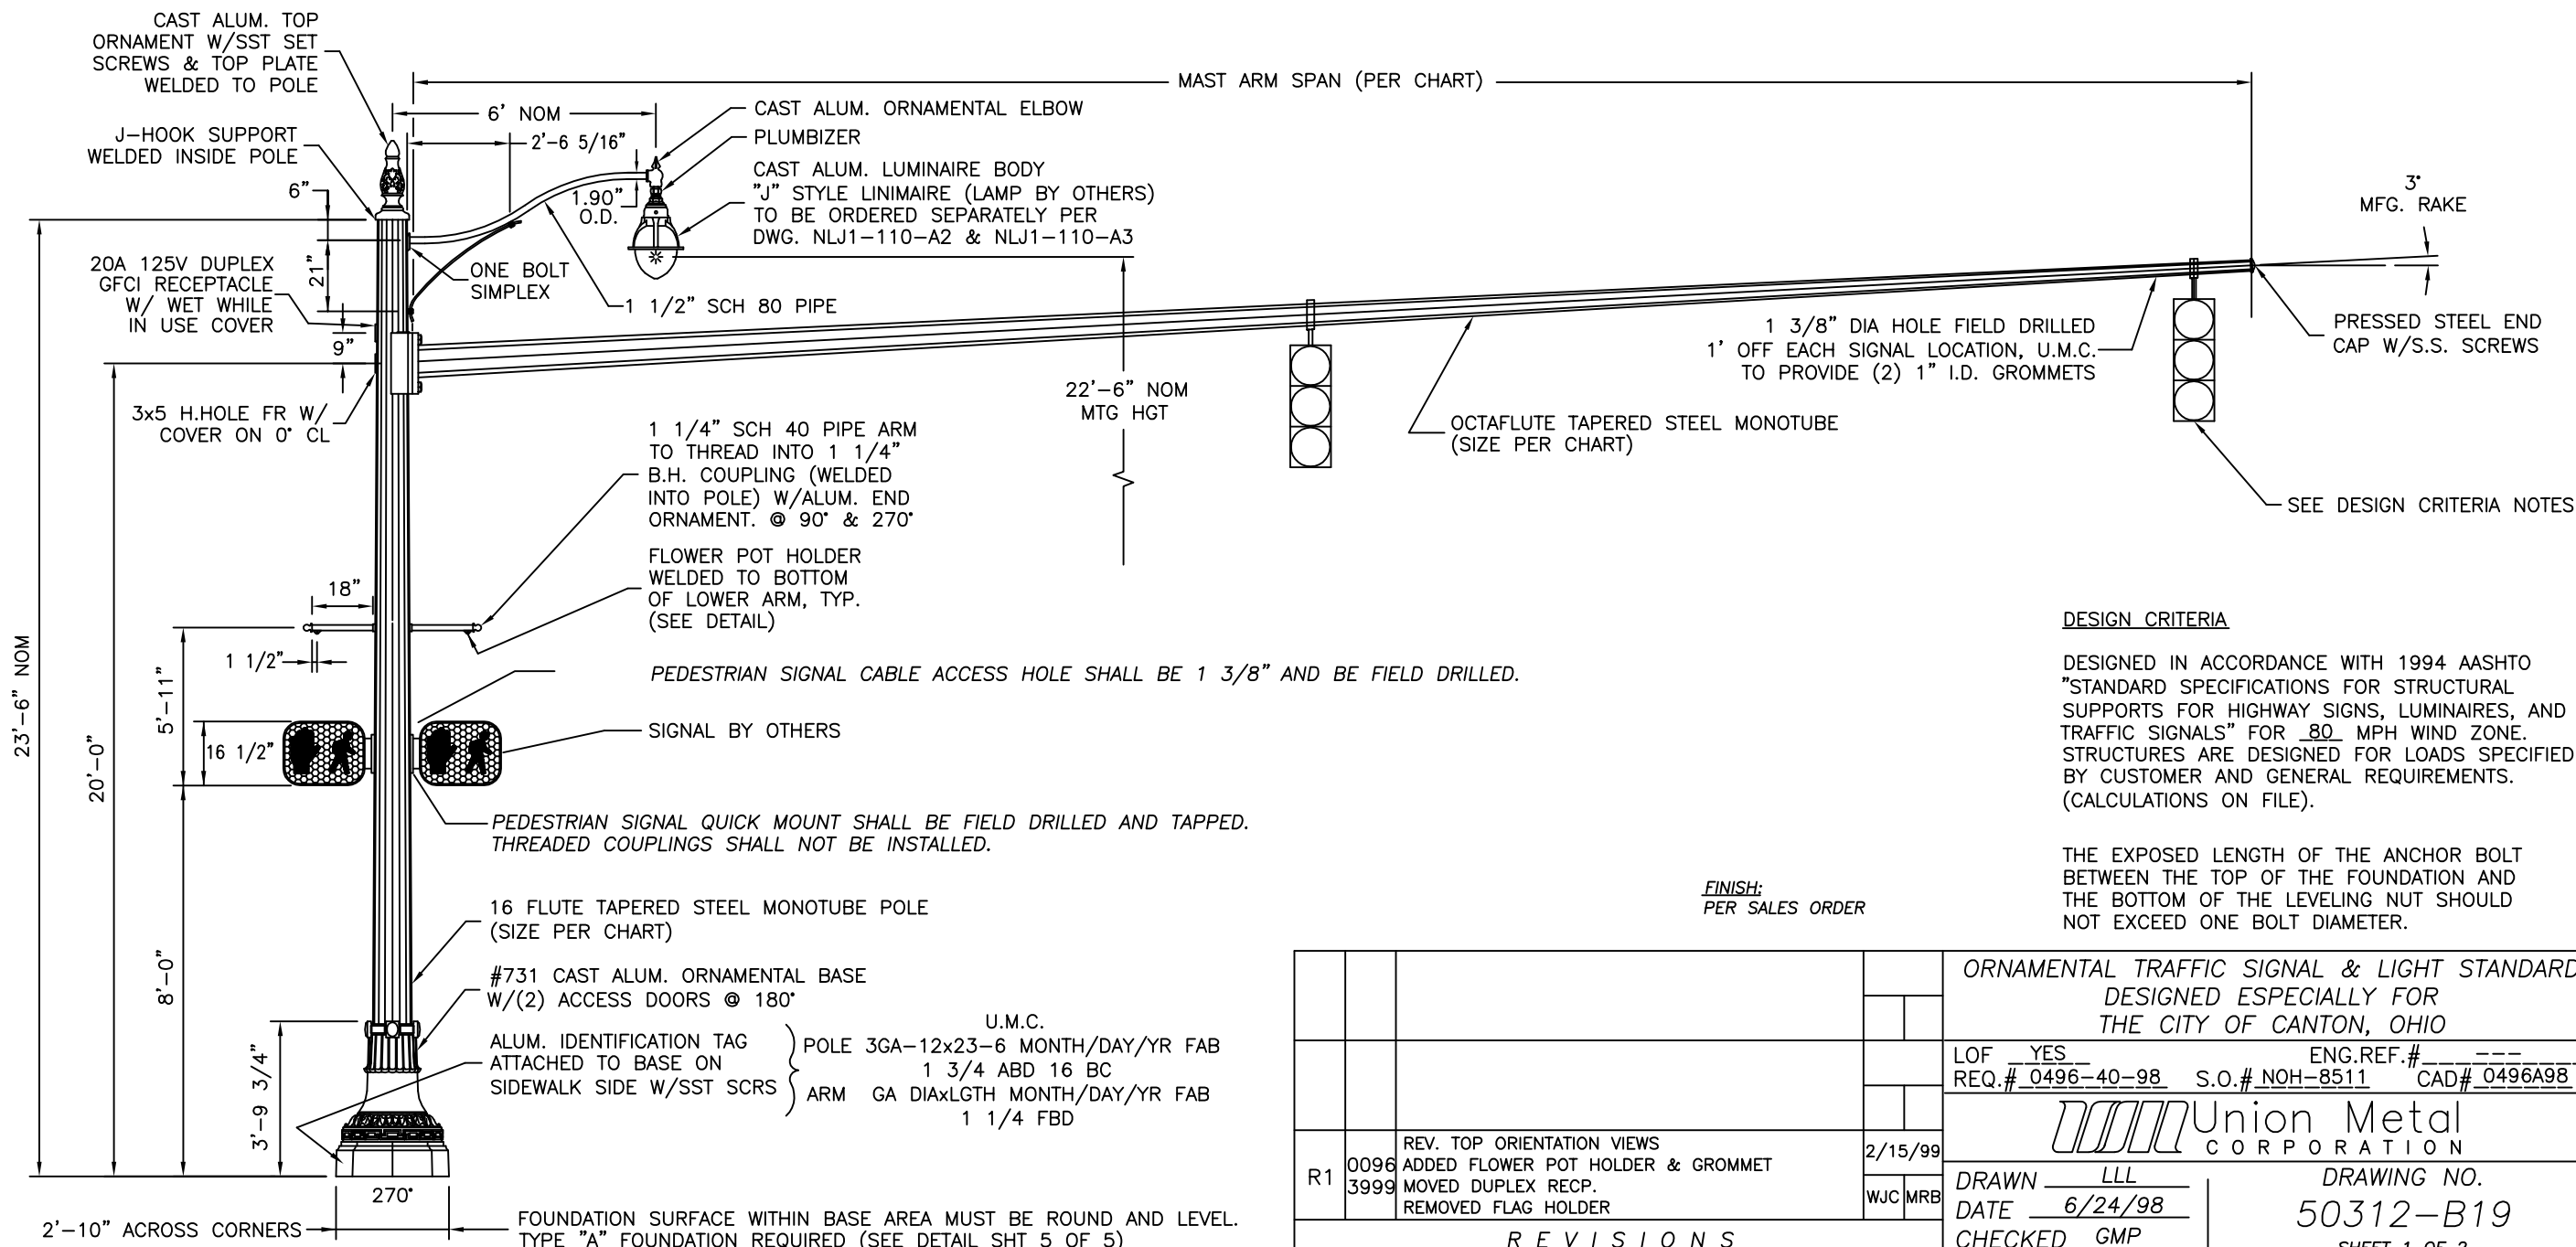 CAST ALUM. TOP
ORNAMENT W/SST SET
SCREWS & TOP PLATE
WELDED TO POLE
J-HOOK SUPPORT
WELDED INSIDE POLE
6"
20A 125V DUPLEX
GFCI RECEPTACLE
W/ WET WHILE
IN USE COVER
21"
9"
3x5 H.HOLE FR W/
COVER ON 0° CL
MAST ARM SPAN (PER CHART)
6' NOM
2'-6 5/16"
CAST ALUM. ORNAMENTAL ELBOW
PLUMBIZER
CAST ALUM. LUMINAIRE BODY
"J" STYLE LINIMAIRE (LAMP BY OTHERS)
TO BE ORDERED SEPARATELY PER
DWG. NLJ1-110-A2 & NLJ1-110-A3
1.90"
O.D.
ONE BOLT
SIMPLEX
1 1/2" SCH 80 PIPE
22'-6" NOM
MTG HGT
3°
MFG. RAKE
1 3/8" DIA HOLE FIELD DRILLED
1' OFF EACH SIGNAL LOCATION, U.M.C.
TO PROVIDE (2) 1" I.D. GROMMETS
PRESSED STEEL END
CAP W/S.S. SCREWS
OCTAFLUTE TAPERED STEEL MONOTUBE
(SIZE PER CHART)
SEE DESIGN CRITERIA NOTES
1 1/4" SCH 40 PIPE ARM
TO THREAD INTO 1 1/4"
B.H. COUPLING (WELDED
INTO POLE) W/ALUM. END
ORNAMENT. @ 90° & 270°
FLOWER POT HOLDER
WELDED TO BOTTOM
OF LOWER ARM, TYP.
(SEE DETAIL)
18"
1 1/2"
23'-6" NOM
20'-0"
5'-11"
16 1/2"
8'-0"
3'-9 3/4"
PEDESTRIAN SIGNAL CABLE ACCESS HOLE SHALL BE 1 3/8" AND BE FIELD DRILLED.
SIGNAL BY OTHERS
PEDESTRIAN SIGNAL QUICK MOUNT SHALL BE FIELD DRILLED AND TAPPED.
THREADED COUPLINGS SHALL NOT BE INSTALLED.
16 FLUTE TAPERED STEEL MONOTUBE POLE
(SIZE PER CHART)
#731 CAST ALUM. ORNAMENTAL BASE
W/(2) ACCESS DOORS @ 180°
ALUM. IDENTIFICATION TAG
ATTACHED TO BASE ON
SIDEWALK SIDE W/SST SCRS
U.M.C.
POLE 3GA-12x23-6 MONTH/DAY/YR FAB
1 3/4 ABD 16 BC
ARM GA DIAxLGTH MONTH/DAY/YR FAB
1 1/4 FBD
270°
2'-10" ACROSS CORNERS
FOUNDATION SURFACE WITHIN BASE AREA MUST BE ROUND AND LEVEL.
TYPE "A" FOUNDATION REQUIRED (SEE DETAIL SHT 5 OF 5)
DESIGN CRITERIA
DESIGNED IN ACCORDANCE WITH 1994 AASHTO
"STANDARD SPECIFICATIONS FOR STRUCTURAL
SUPPORTS FOR HIGHWAY SIGNS, LUMINAIRES, AND
TRAFFIC SIGNALS" FOR 80 MPH WIND ZONE.
STRUCTURES ARE DESIGNED FOR LOADS SPECIFIED
BY CUSTOMER AND GENERAL REQUIREMENTS.
(CALCULATIONS ON FILE).
THE EXPOSED LENGTH OF THE ANCHOR BOLT
BETWEEN THE TOP OF THE FOUNDATION AND
THE BOTTOM OF THE LEVELING NUT SHOULD
NOT EXCEED ONE BOLT DIAMETER.
FINISH:
PER SALES ORDER
R1
0096
3999
REV. TOP ORIENTATION VIEWS
ADDED FLOWER POT HOLDER & GROMMET
MOVED DUPLEX RECP.
REMOVED FLAG HOLDER
2/15/99
WJC MRB
REVISIONS
ORNAMENTAL TRAFFIC SIGNAL & LIGHT STANDARD
DESIGNED ESPECIALLY FOR
THE CITY OF CANTON, OHIO
LOF YES ENG.REF.# ---
REQ.# 0496-40-98 S.O.# NOH-8511 CAD# 0496A98
Union Metal
CORPORATION
DRAWN LLL
DATE 6/24/98
CHECKED GMP
DRAWING NO.
50312-B19
SHEET 1 OF 2